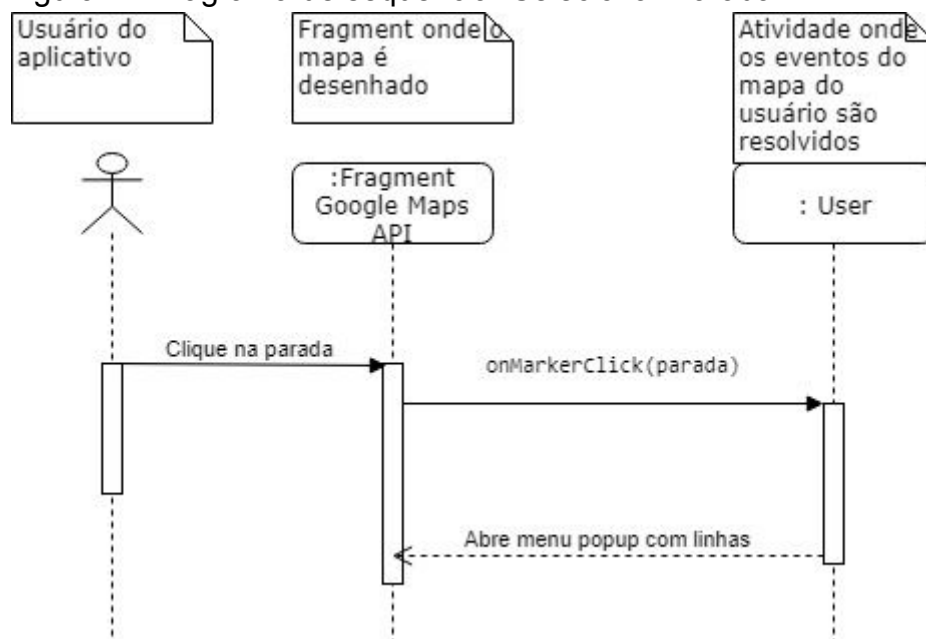 Usuário do
aplicativo
Fragment onde o
mapa é
desenhado
Atividade onde
os eventos do
mapa do
usuário são
resolvidos
:Fragment
Google Maps
API
: User
Clique na parada
onMarkerClick(parada)
Abre menu popup com linhas